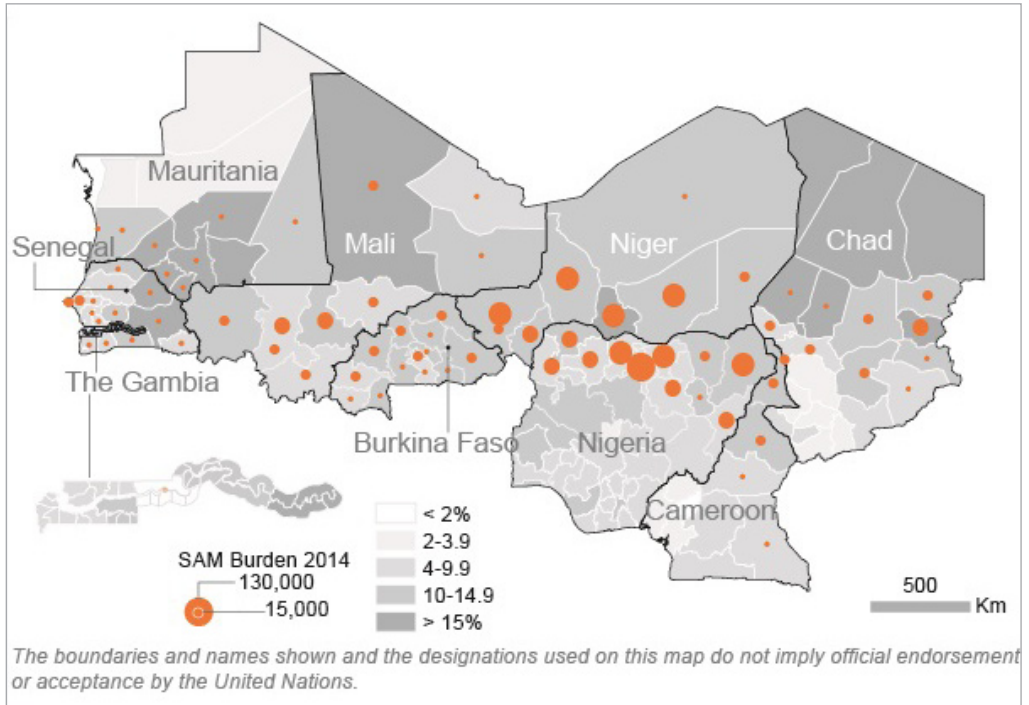 Mauritania
Senegal
Mali
Niger
Chad
The Gambia
Burkina Faso
Nigeria
Cameroon
< 2%
2-3.9
4-9.9
10-14.9
> 15%
SAM Burden 2014
130,000
15,000
500
Km
The boundaries and names shown and the designations used on this map do not imply official endorsement
or acceptance by the United Nations.